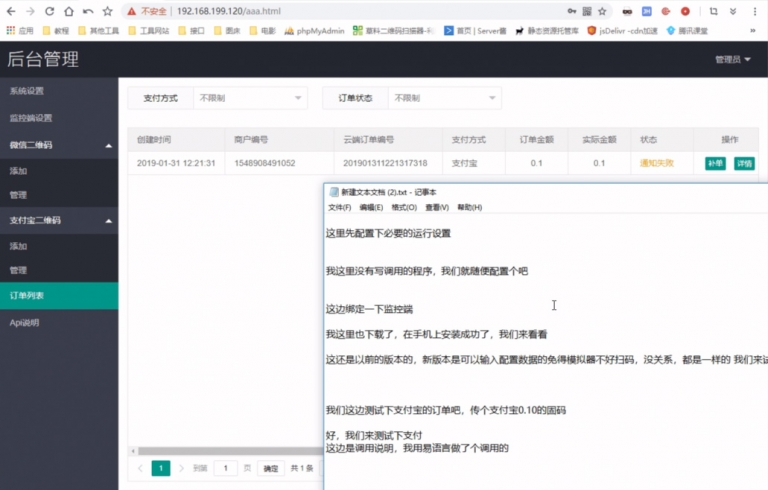 不安全 | 192.168.199.120/aaa.html
应用 教程 其他工具 工具网站 接口 图床 电影 phpMyAdmin 草料二维码扫描器-Fi 首页 | Server酱 静态资源托管库 jsDelivr -cdn加速 腾讯课堂
后台管理
管理员
系统设置
监控端设置
微信二维码
添加
管理
支付宝二维码
添加
管理
订单列表
Api说明
支付方式 不限制 订单状态 不限制
创建时间 商户编号 云端订单编号 支付方式 订单金额 实际金额 状态 操作
2019-01-31 12:21:31 1548908491052 201901311221317318 支付宝 0.1 0.1 通知失败 补单 详情
新建文本文档 (2).txt - 记事本
文件(F) 编辑(E) 格式(O) 查看(V) 帮助(H)
这里先配置下必要的运行设置
我这里没有写调用的程序，我们就随便配置个吧
这边绑定一下监控端
我这里也下载了，在手机上安装成功了，我们来看看
这还是以前的版本的，新版本是可以输入配置数据的免得模拟器不好扫码，没关系，都是一样的 我们来试
我们这边测试下支付宝的订单吧，传个支付宝0.10的固码
好，我们来测试下支付
这边是调用说明，我用易语言做了个调用的
1 到第 1 页 确定 共 1 条